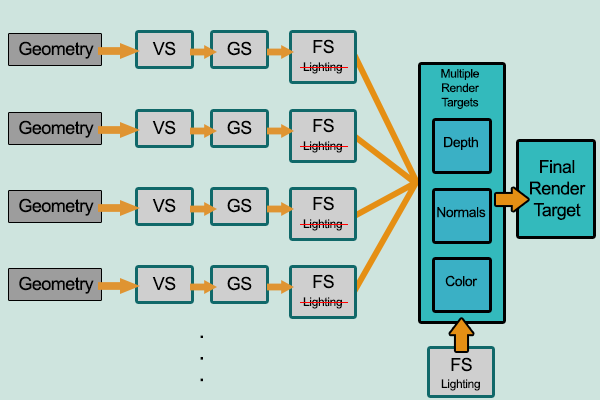 Geometry
VS
GS
FS
Lighting
Geometry
VS
GS
FS
Lighting
Geometry
VS
GS
FS
Lighting
Geometry
VS
GS
FS
Lighting
Multiple
Render
Targets
Depth
Normals
Color
Final
Render
Target
FS
Lighting